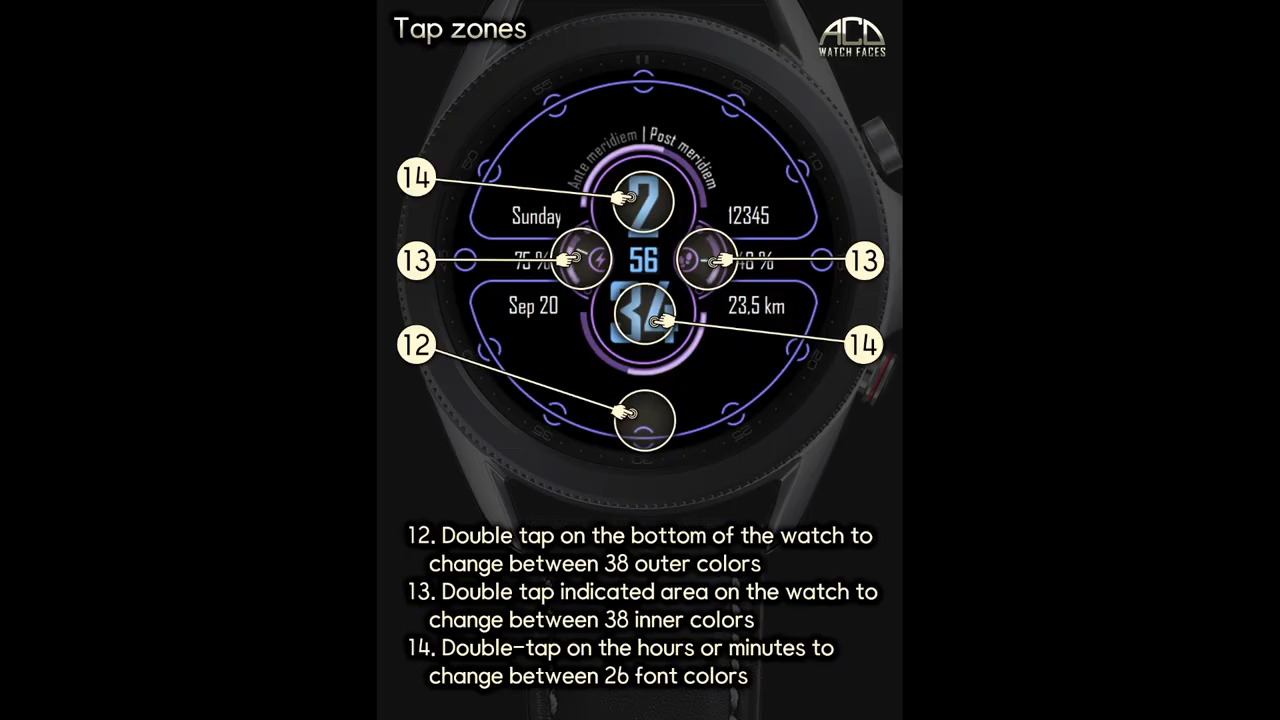 Tap zones
ACD
WATCH FACES
Ante meridiem | Post meridiem
14
2
Sunday
12345
13
75 %
56
48 %
13
Sep 20
34
23,5 km
12
14
12. Double tap on the bottom of the watch to
change between 38 outer colors
13. Double tap indicated area on the watch to
change between 38 inner colors
14. Double-tap on the hours or minutes to
change between 26 font colors